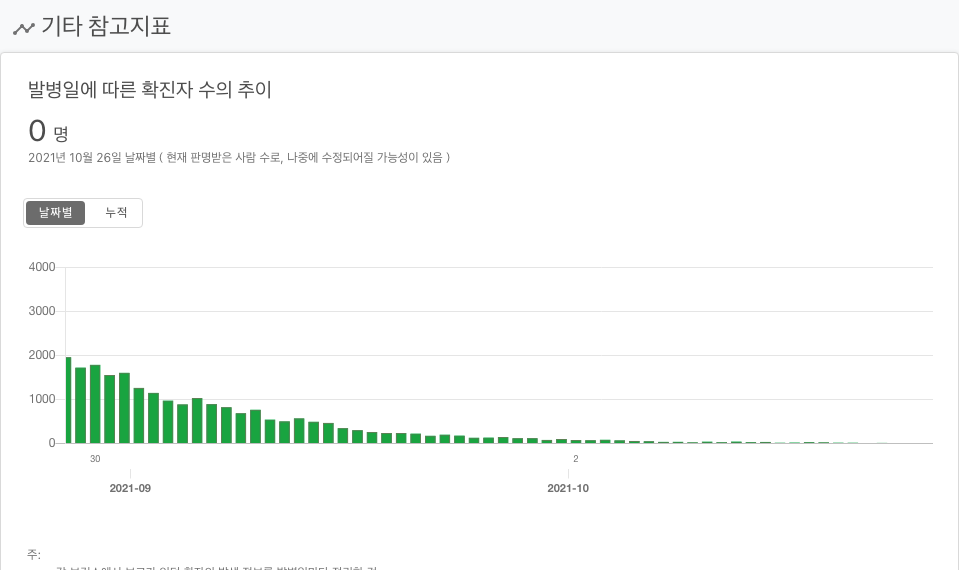 기타 참고지표
발병일에 따른 확진자 수의 추이
0 명
2021년 10월 26일 날짜별 ( 현재 판명받은 사람 수로, 나중에 수정되어질 가능성이 있음 )
날짜별 누적
4000
3000
2000
1000
0
30 2
2021-09 2021-10
주: